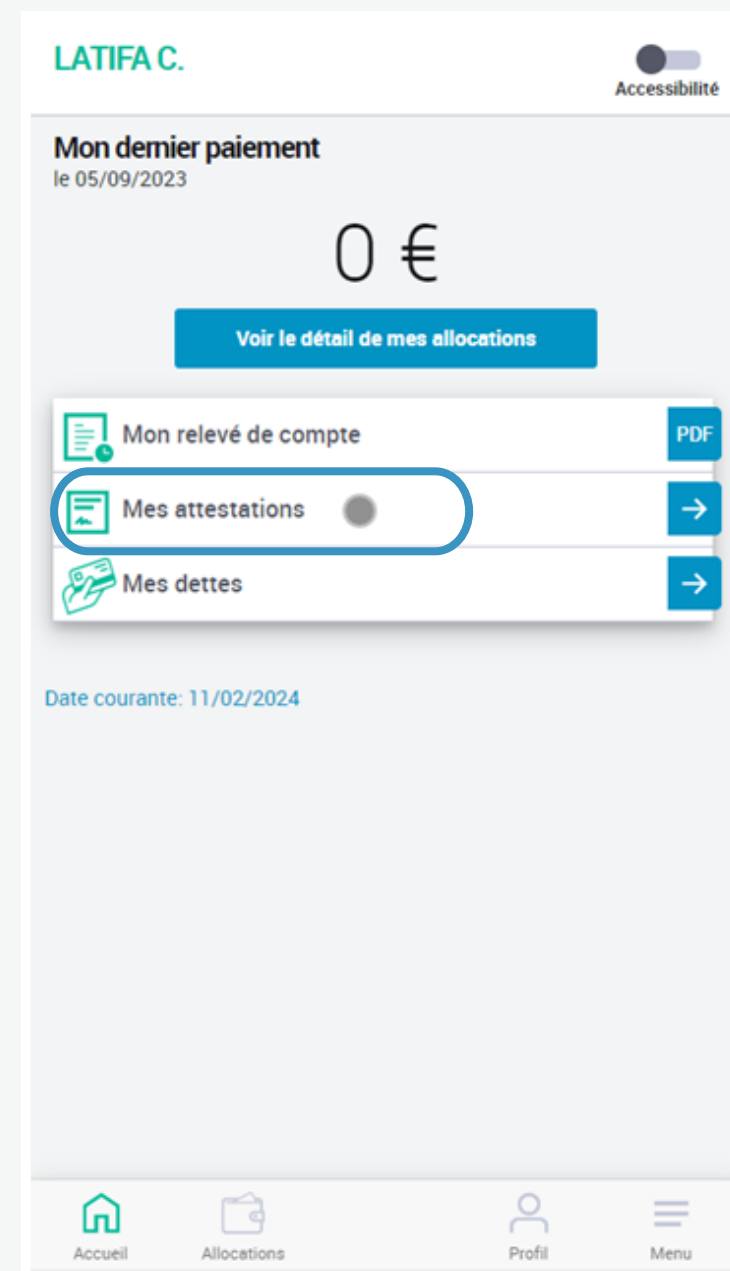 LATIFA C.
Accessibilité
Mon dernier paiement
le 05/09/2023
0 €
Voir le détail de mes allocations
Mon relevé de compte
PDF
Mes attestations
Mes dettes
Date courante: 11/02/2024
Accueil
Allocations
Profil
Menu